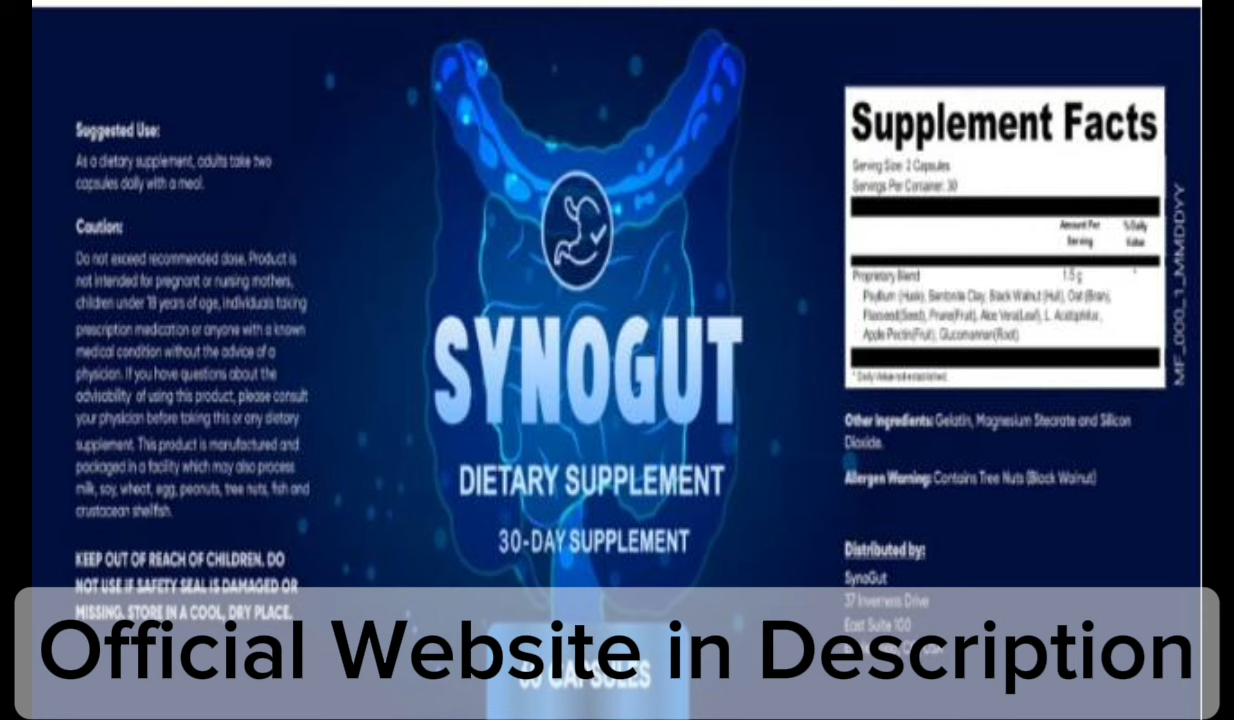 Suggested Use:
As a dietary supplement, adults take two
capsules daily with a meal.
Caution:
Do not exceed recommended dose. Product is
not intended for pregnant or nursing mothers,
children under 18 years of age, individuals taking
prescription medication or anyone with a known
medical condition without the advice of a
physician. If you have questions about the
advisability of using this product, please consult
your physician before taking this or any dietary
supplement. This product is manufactured and
packaged in a facility which may also process
milk, soy, wheat, egg, peanuts, tree nuts, fish and
crustacean shellfish.
KEEP OUT OF REACH OF CHILDREN. DO
NOT USE IF SAFETY SEAL IS DAMAGED OR
MISSING. STORE IN A COOL, DRY PLACE.
SYNOGUT
DIETARY SUPPLEMENT
30-DAY SUPPLEMENT
60 CAPSULES
Supplement Facts
Serving Size: 2 Capsules
Servings Per Container: 30
Amount Per
Serving
% Daily
Value
Proprietary Blend 1.5 g *
Psyllium (Husk), Bentonite Clay, Black Walnut (Hull), Oat (Bran),
Flaxseed(Seed), Prune(Fruit), Aloe Vera(Leaf), L. Acidophilus,
Apple Pectin(Fruit), Glucomannan(Root)
* Daily Value not established.
MF_000_1_MMDDYY
Other Ingredients: Gelatin, Magnesium Stearate and Silicon
Dioxide.
Allergen Warning: Contains Tree Nuts (Black Walnut)
Distributed by:
SynoGut
37 Inverness Drive
East Suite 100
Official Website in Description